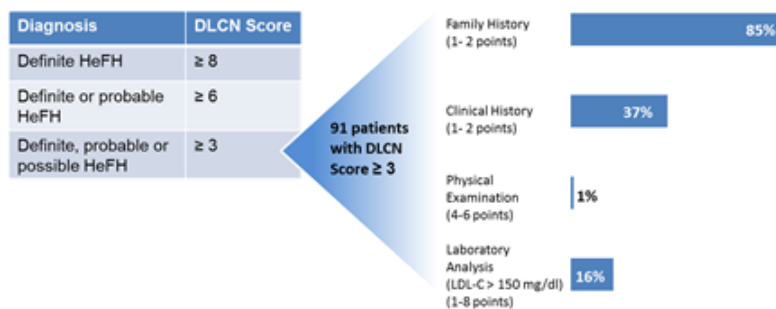 Diagnosis DLCN Score
Definite HeFH ≥ 8
Definite or probable ≥ 6
HeFH
Definite, probable or ≥ 3
possible HeFH
91 patients
with DLCN
Score ≥ 3
Family History
(1- 2 points)
85%
Clinical History
(1- 2 points)
37%
Physical
Examination
(4-6 points)
1%
Laboratory
Analysis
(LDL-C > 150 mg/dl)
(1-8 points)
16%